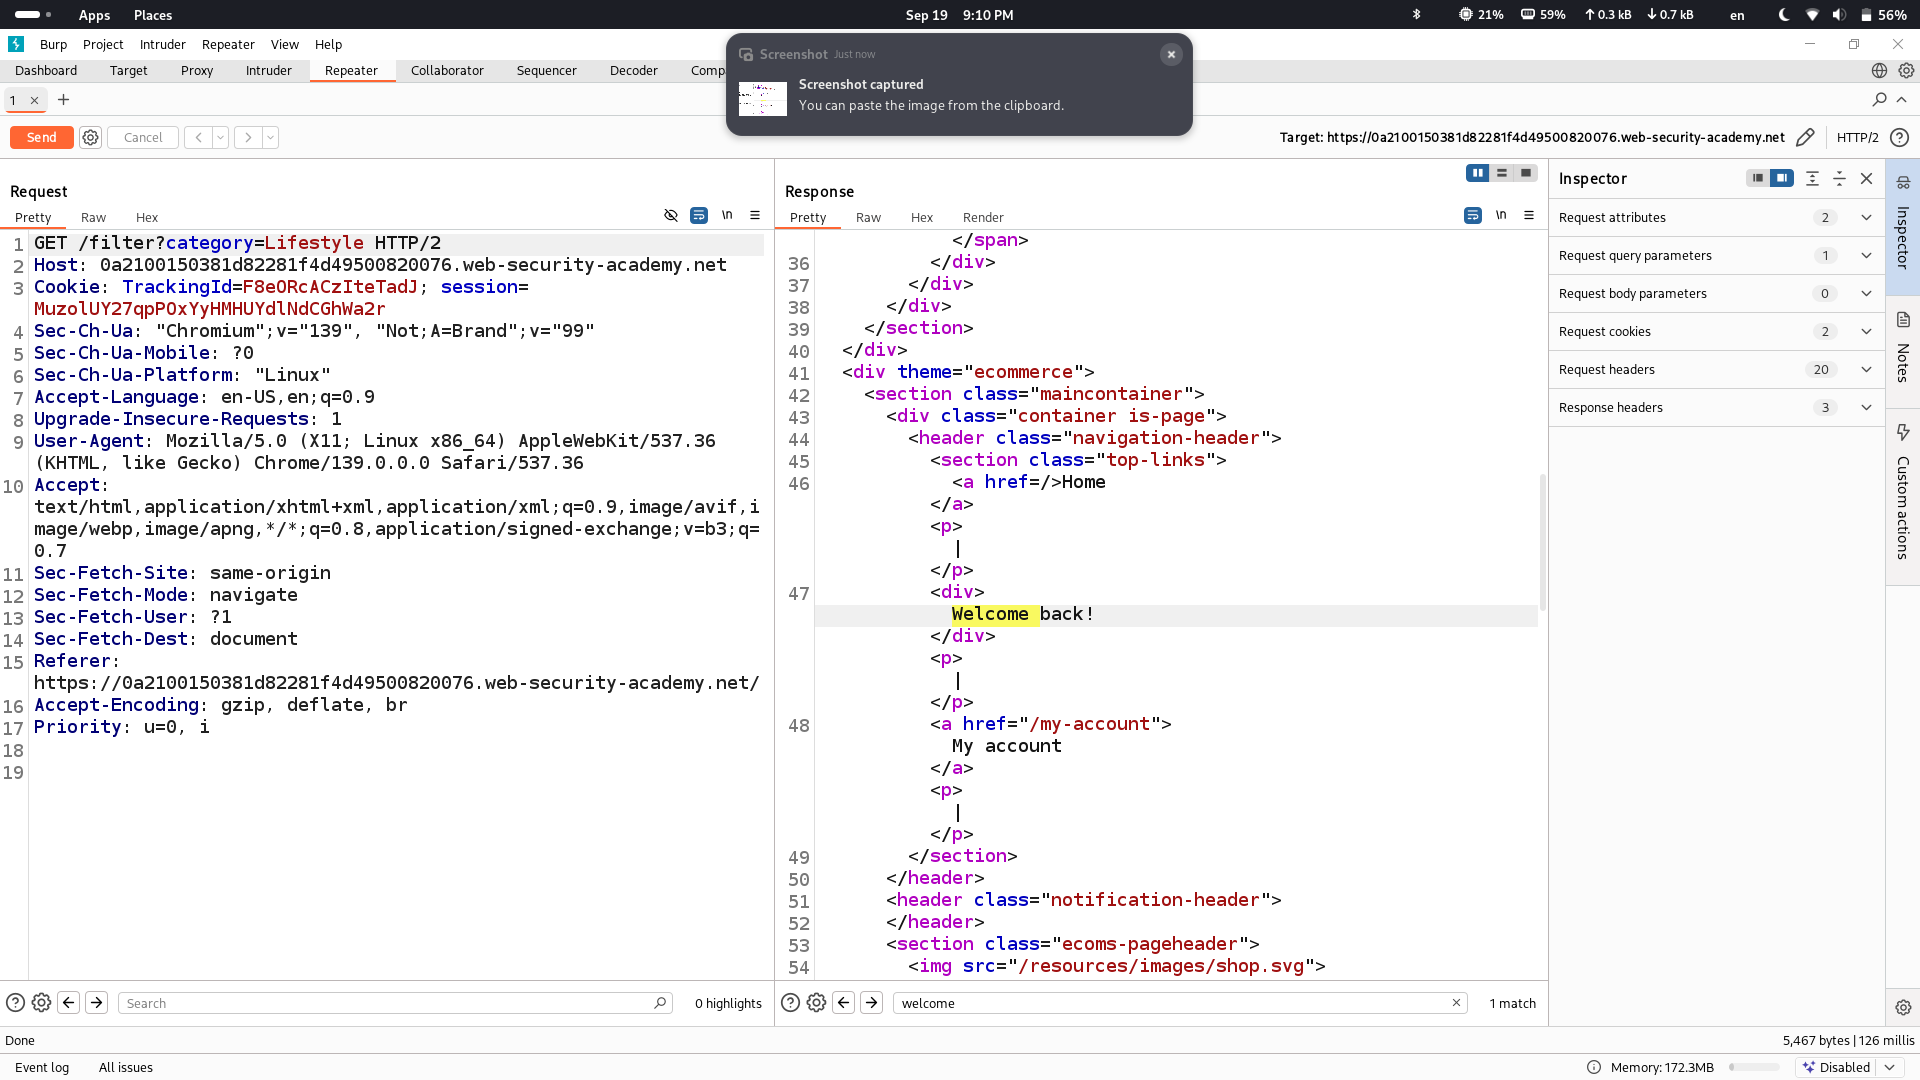 Apps Places Sep 19 9:10 PM 21% 59% 0.3 kB 0.7 kB en 56%
Burp Project Intruder Repeater View Help
Screenshot Just now
Screenshot captured
You can paste the image from the clipboard.
Dashboard Target Proxy Intruder Repeater Collaborator Sequencer Decoder Comp
1
Send Cancel Target: https://0a2100150381d82281f4d49500820076.web-security-academy.net HTTP/2
Request
Pretty Raw Hex \n
1 GET /filter?category=Lifestyle HTTP/2
2 Host: 0a2100150381d82281f4d49500820076.web-security-academy.net
3 Cookie: TrackingId=F8eORcACzIteTadJ; session=
MuzolUY27qpPOxYyHMHUYdlNdCGhWa2r
4 Sec-Ch-Ua: "Chromium";v="139", "Not;A=Brand";v="99"
5 Sec-Ch-Ua-Mobile: ?0
6 Sec-Ch-Ua-Platform: "Linux"
7 Accept-Language: en-US,en;q=0.9
8 Upgrade-Insecure-Requests: 1
9 User-Agent: Mozilla/5.0 (X11; Linux x86_64) AppleWebKit/537.36
(KHTML, like Gecko) Chrome/139.0.0.0 Safari/537.36
10 Accept:
text/html,application/xhtml+xml,application/xml;q=0.9,image/avif,i
mage/webp,image/apng,*/*;q=0.8,application/signed-exchange;v=b3;q=
0.7
11 Sec-Fetch-Site: same-origin
12 Sec-Fetch-Mode: navigate
13 Sec-Fetch-User: ?1
14 Sec-Fetch-Dest: document
15 Referer:
https://0a2100150381d82281f4d49500820076.web-security-academy.net/
16 Accept-Encoding: gzip, deflate, br
17 Priority: u=0, i
18
19
Search 0 highlights
Response
Pretty Raw Hex Render \n
</span>
36 </div>
37 </div>
38 </div>
39 </section>
40 </div>
41 <div theme="ecommerce">
42 <section class="maincontainer">
43 <div class="container is-page">
44 <header class="navigation-header">
45 <section class="top-links">
46 <a href=/>Home
</a>
<p>
|
</p>
47 <div>
Welcome back!
</div>
<p>
|
</p>
48 <a href="/my-account">
My account
</a>
<p>
|
</p>
49 </section>
50 </header>
51 <header class="notification-header">
52 </header>
53 <section class="ecoms-pageheader">
54 <img src="/resources/images/shop.svg">
welcome 1 match
Inspector
Request attributes 2
Request query parameters 1
Request body parameters 0
Request cookies 2
Request headers 20
Response headers 3
Inspector
Notes
Custom actions
Done 5,467 bytes | 126 millis
Event log All issues Memory: 172.3MB Disabled